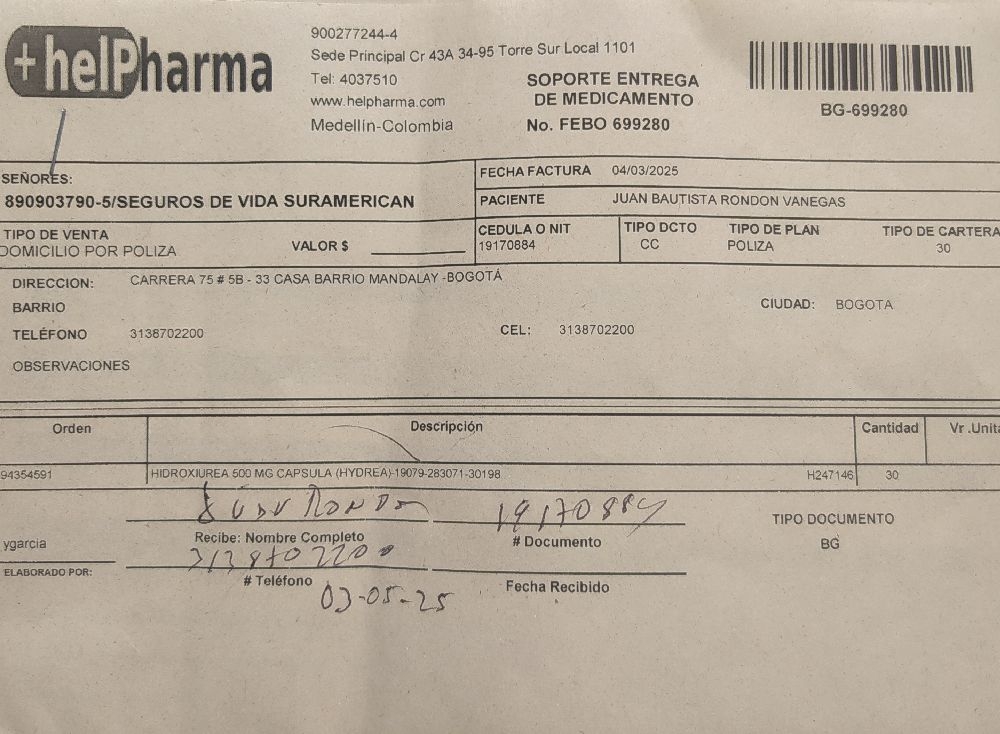 +helPharma
900277244-4
Sede Principal Cr 43A 34-95 Torre Sur Local 1101
Tel: 4037510
www.helpharma.com
Medellín-Colombia
SOPORTE ENTREGA
DE MEDICAMENTO
No. FEBO 699280
BG-699280
SEÑORES:
890903790-5/SEGUROS DE VIDA SURAMERICAN
FECHA FACTURA 04/03/2025
PACIENTE JUAN BAUTISTA RONDON VANEGAS
TIPO DE VENTA
DOMICILIO POR POLIZA
VALOR $
CEDULA O NIT
19170884
TIPO DCTO
CC
TIPO DE PLAN
POLIZA
TIPO DE CARTERA
30
DIRECCION: CARRERA 75 # 5B - 33 CASA BARRIO MANDALAY -BOGOTÁ
BARRIO
CIUDAD: BOGOTA
TELÉFONO 3138702200
CEL: 3138702200
OBSERVACIONES
Orden Descripción Cantidad Vr .Unita
94354591 HIDROXIUREA 500 MG CAPSULA (HYDREA)-19079-283071-30198 H247146 30
Rondon 19170884
Recibe: Nombre Completo
# Documento
TIPO DOCUMENTO
BG
ygarcia
3138702200
ELABORADO POR:
# Teléfono
Fecha Recibido
03-05-25